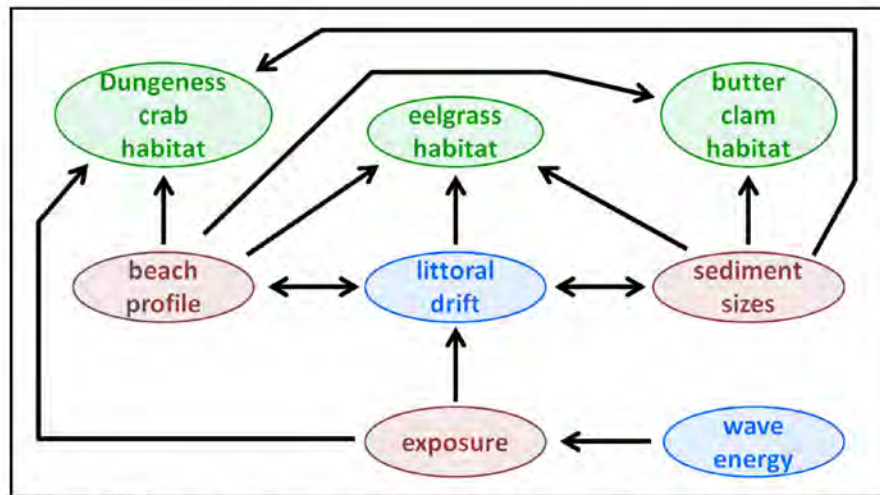 Dungeness
crab
habitat
eelgrass
habitat
butter
clam
habitat
beach
profile
littoral
drift
sediment
sizes
exposure
wave
energy